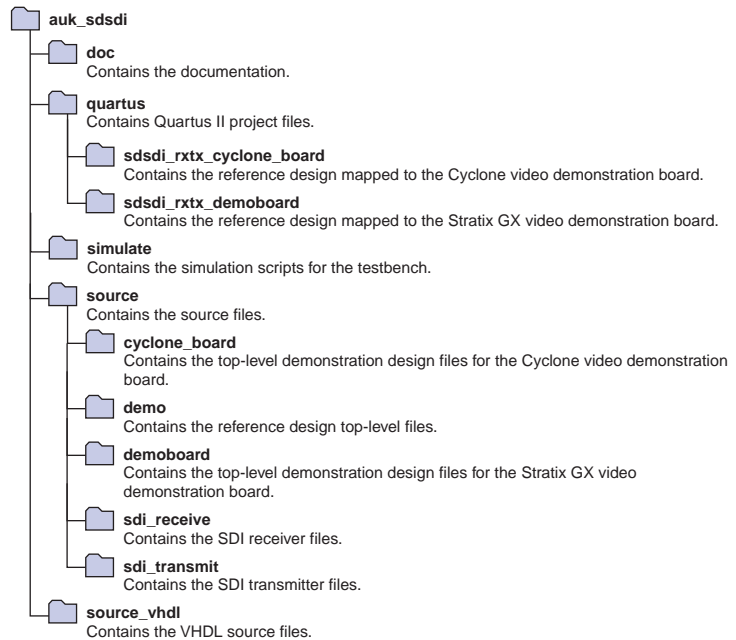 auk_sdsdi
doc
Contains the documentation.
quartus
Contains Quartus II project files.
sdsdi_rxtx_cyclone_board
Contains the reference design mapped to the Cyclone video demonstration board.
sdsdi_rxtx_demoboard
Contains the reference design mapped to the Stratix GX video demonstration board.
simulate
Contains the simulation scripts for the testbench.
source
Contains the source files.
cyclone_board
Contains the top-level demonstration design files for the Cyclone video demonstration
board.
demo
Contains the reference design top-level files.
demoboard
Contains the top-level demonstration design files for the Stratix GX video
demonstration board.
sdi_receive
Contains the SDI receiver files.
sdi_transmit
Contains the SDI transmitter files.
source_vhdl
Contains the VHDL source files.